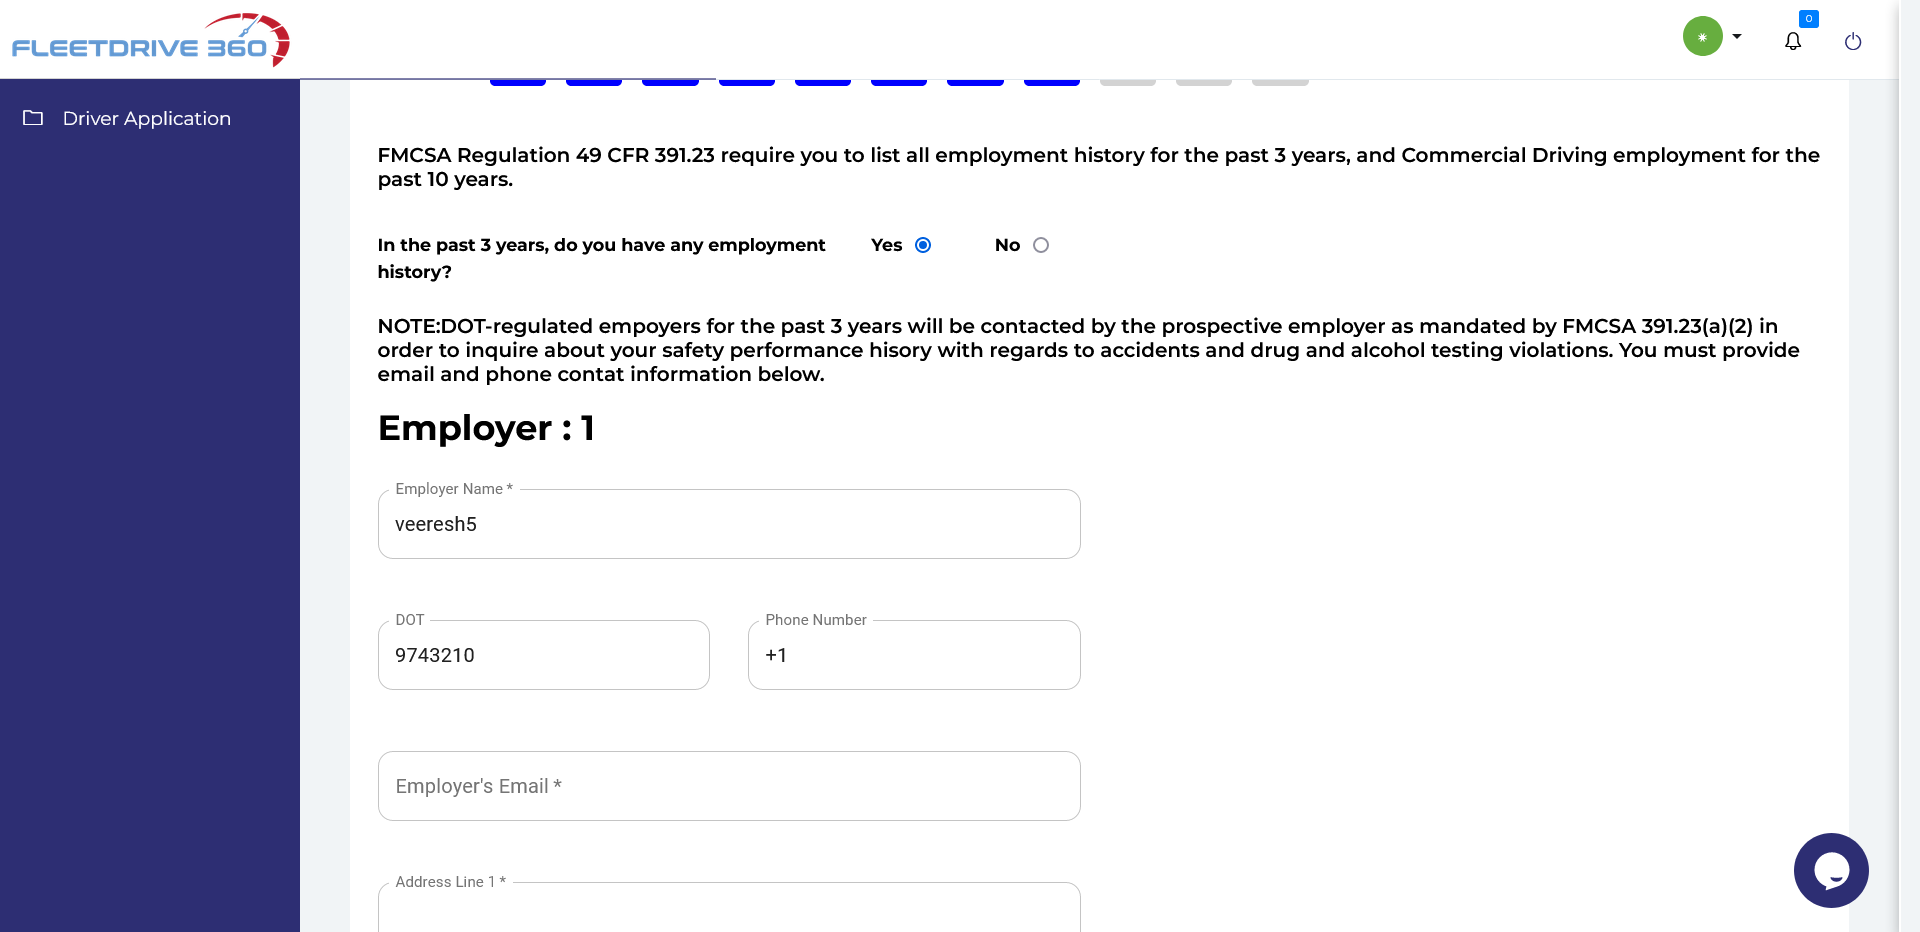 FLEETDRIVE 360
0
Driver Application
FMCSA Regulation 49 CFR 391.23 require you to list all employment history for the past 3 years, and Commercial Driving employment for the
past 10 years.
In the past 3 years, do you have any employment
history?
Yes
No
NOTE:DOT-regulated empoyers for the past 3 years will be contacted by the prospective employer as mandated by FMCSA 391.23(a)(2) in
order to inquire about your safety performance hisory with regards to accidents and drug and alcohol testing violations. You must provide
email and phone contat information below.
Employer : 1
Employer Name *
veeresh5
DOT
9743210
Phone Number
+1
Employer's Email *
Address Line 1 *